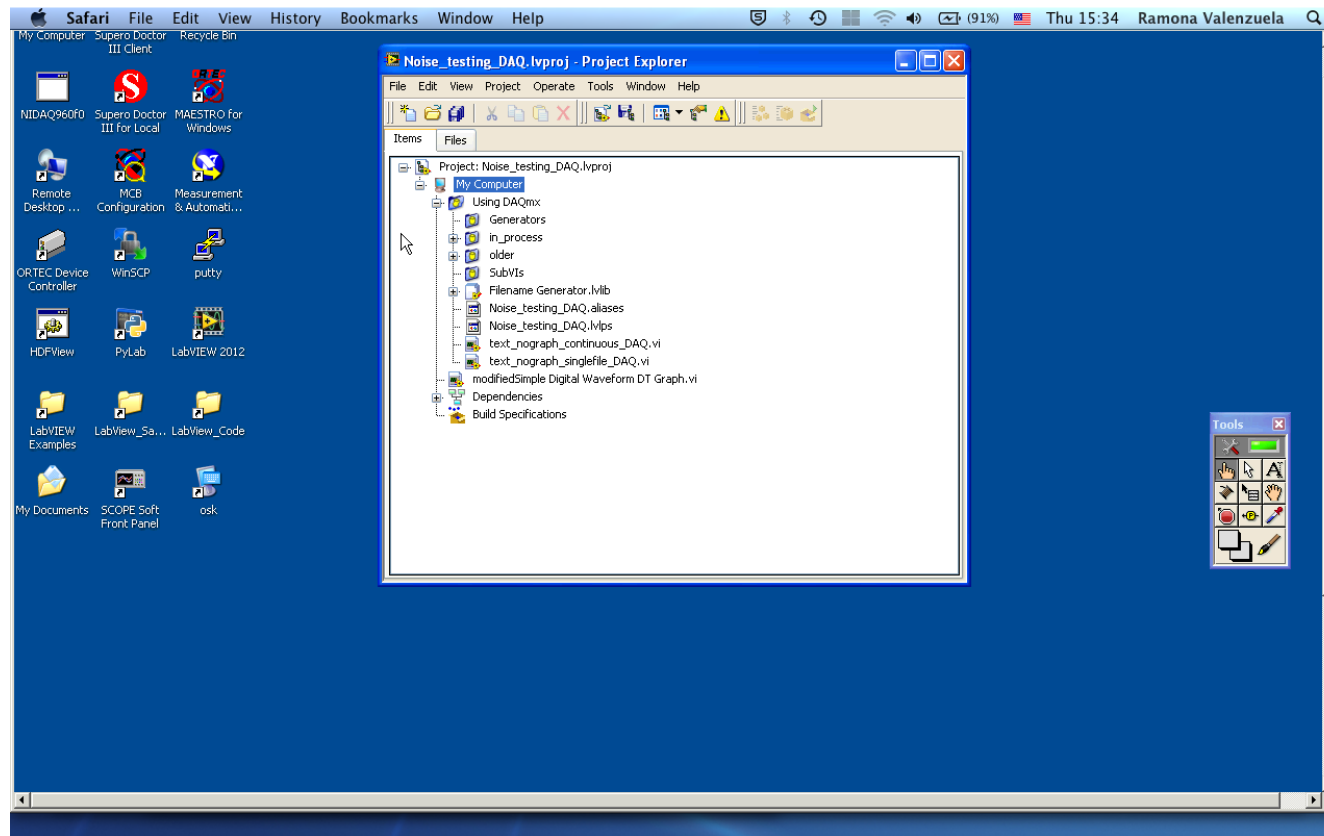 Safari File Edit View History Bookmarks Window Help (91%) Thu 15:34 Ramona Valenzuela
My Computer Supero Doctor III Client Recycle Bin
NIDAQ960f0 Supero Doctor III for Local MAESTRO for Windows
Remote Desktop ... MCB Configuration Measurement & Automati...
ORTEC Device Controller WinSCP putty
HDFView PyLab LabVIEW 2012
LabVIEW Examples LabView_Sa... LabView_Code
My Documents SCOPE Soft Front Panel osk
Noise_testing_DAQ.lvproj - Project Explorer
File Edit View Project Operate Tools Window Help
Items Files
Project: Noise_testing_DAQ.lvproj
My Computer
Using DAQmx
Generators
in_process
older
SubVIs
Filename Generator.lvlib
Noise_testing_DAQ.aliases
Noise_testing_DAQ.lvlps
text_nograph_continuous_DAQ.vi
text_nograph_singlefile_DAQ.vi
modifiedSimple Digital Waveform DT Graph.vi
Dependencies
Build Specifications
Tools